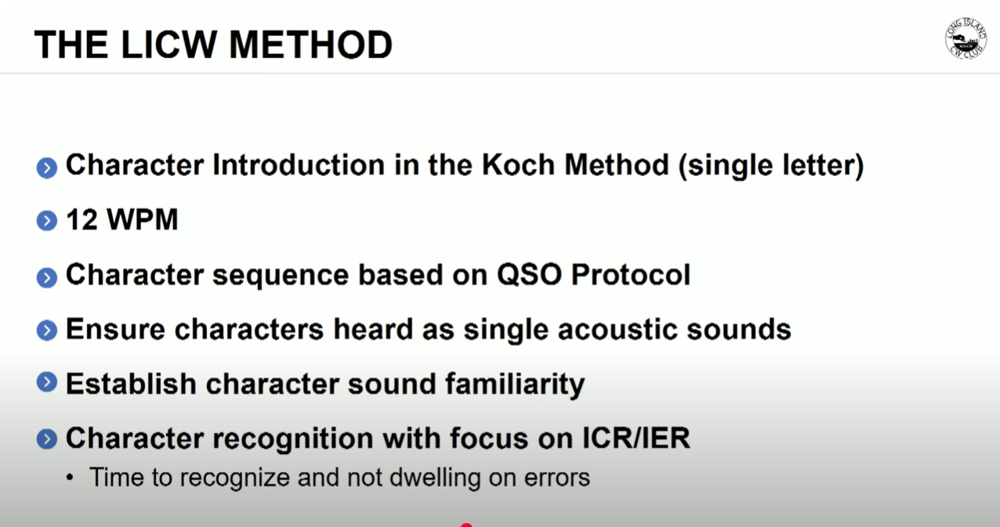 THE LICW METHOD
LONG ISLAND
CW CLUB
Character Introduction in the Koch Method (single letter)
12 WPM
Character sequence based on QSO Protocol
Ensure characters heard as single acoustic sounds
Establish character sound familiarity
Character recognition with focus on ICR/IER
• Time to recognize and not dwelling on errors